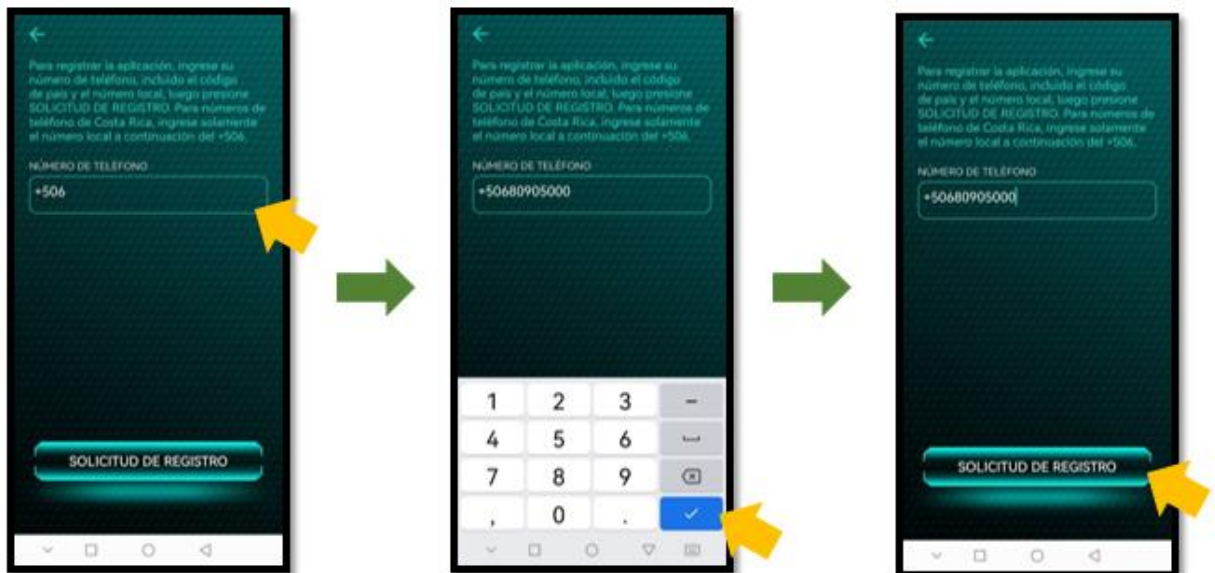 Para registrar la aplicación, ingrese su
número de teléfono, incluido el código
de país y el número local, luego presione
SOLICITUD DE REGISTRO. Para números de
teléfono de Costa Rica, ingrese solamente
el número local a continuación del +506.
NÚMERO DE TELÉFONO
+506
SOLICITUD DE REGISTRO
Para registrar la aplicación, ingrese su
número de teléfono, incluido el código
de país y el número local, luego presione
SOLICITUD DE REGISTRO. Para números de
teléfono de Costa Rica, ingrese solamente
el número local a continuación del +506.
NÚMERO DE TELÉFONO
+50680905000
1 2 3 -
4 5 6
7 8 9
, 0 .
Para registrar la aplicación, ingrese su
número de teléfono, incluido el código
de país y el número local, luego presione
SOLICITUD DE REGISTRO. Para números de
teléfono de Costa Rica, ingrese solamente
el número local a continuación del +506.
NÚMERO DE TELÉFONO
+50680905000
SOLICITUD DE REGISTRO